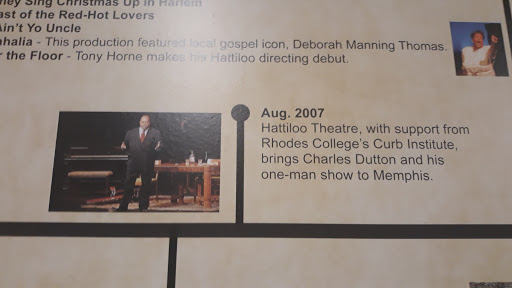 Sing Christmas Up in Harlem
ast of the Red-Hot Lovers
Ain't Yo Uncle
ahalia - This production featured local gospel icon, Deborah Manning Thomas.
r the Floor - Tony Horne makes his Hattiloo directing debut.
Aug. 2007
Hattiloo Theatre, with support from
Rhodes College's Curb Institute,
brings Charles Dutton and his
one-man show to Memphis.